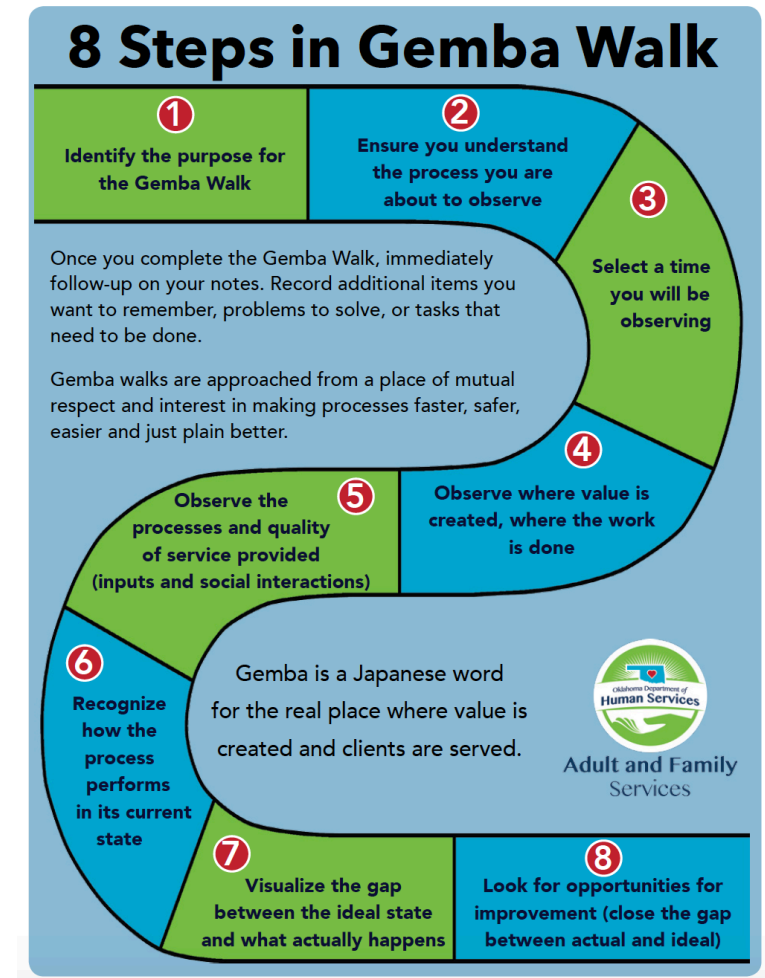 8 Steps in Gemba Walk
1
Identify the purpose for
the Gemba Walk
2
Ensure you understand
the process you are
about to observe
3
Select a time
you will be
observing
Once you complete the Gemba Walk, immediately
follow-up on your notes. Record additional items you
want to remember, problems to solve, or tasks that
need to be done.
Gemba walks are approached from a place of mutual
respect and interest in making processes faster, safer,
easier and just plain better.
4
Observe where value is
created, where the work
is done
5
Observe the
processes and quality
of service provided
(inputs and social interactions)
6
Recognize
how the
process
performs
in its current
state
Gemba is a Japanese word
for the real place where value is
created and clients are served.
Oklahoma Department of
Human Services
Adult and Family
Services
7
Visualize the gap
between the ideal state
and what actually happens
8
Look for opportunities for
improvement (close the gap
between actual and ideal)